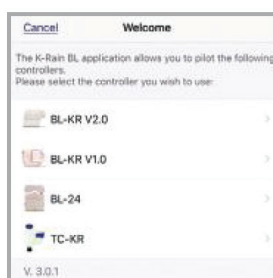 Cancel Welcome
The K-Rain BL application allows you to pilot the following
controllers.
Please select the controller you wish to use:
BL-KR V2.0
BL-KR V1.0
BL-24
TC-KR
V. 3.0.1